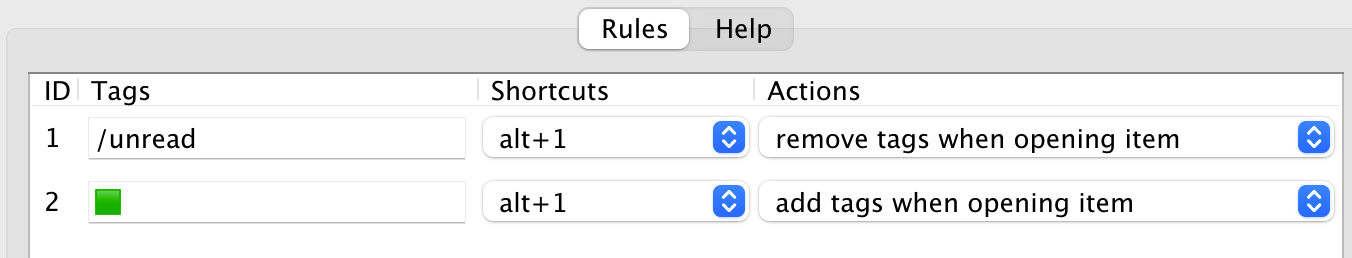 Rules Help
ID Tags Shortcuts Actions
1 /unread alt+1 remove tags when opening item
2 🟩 alt+1 add tags when opening item